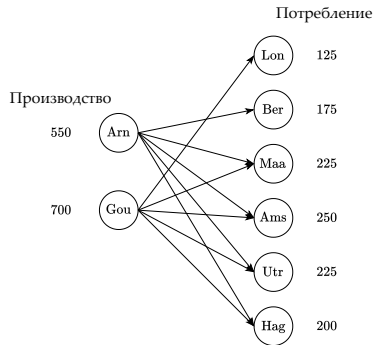 Потребление
Lon 125
Ber 175
Производство
550 Arn
Maa 225
700 Gou
Ams 250
Utr 225
Hag 200